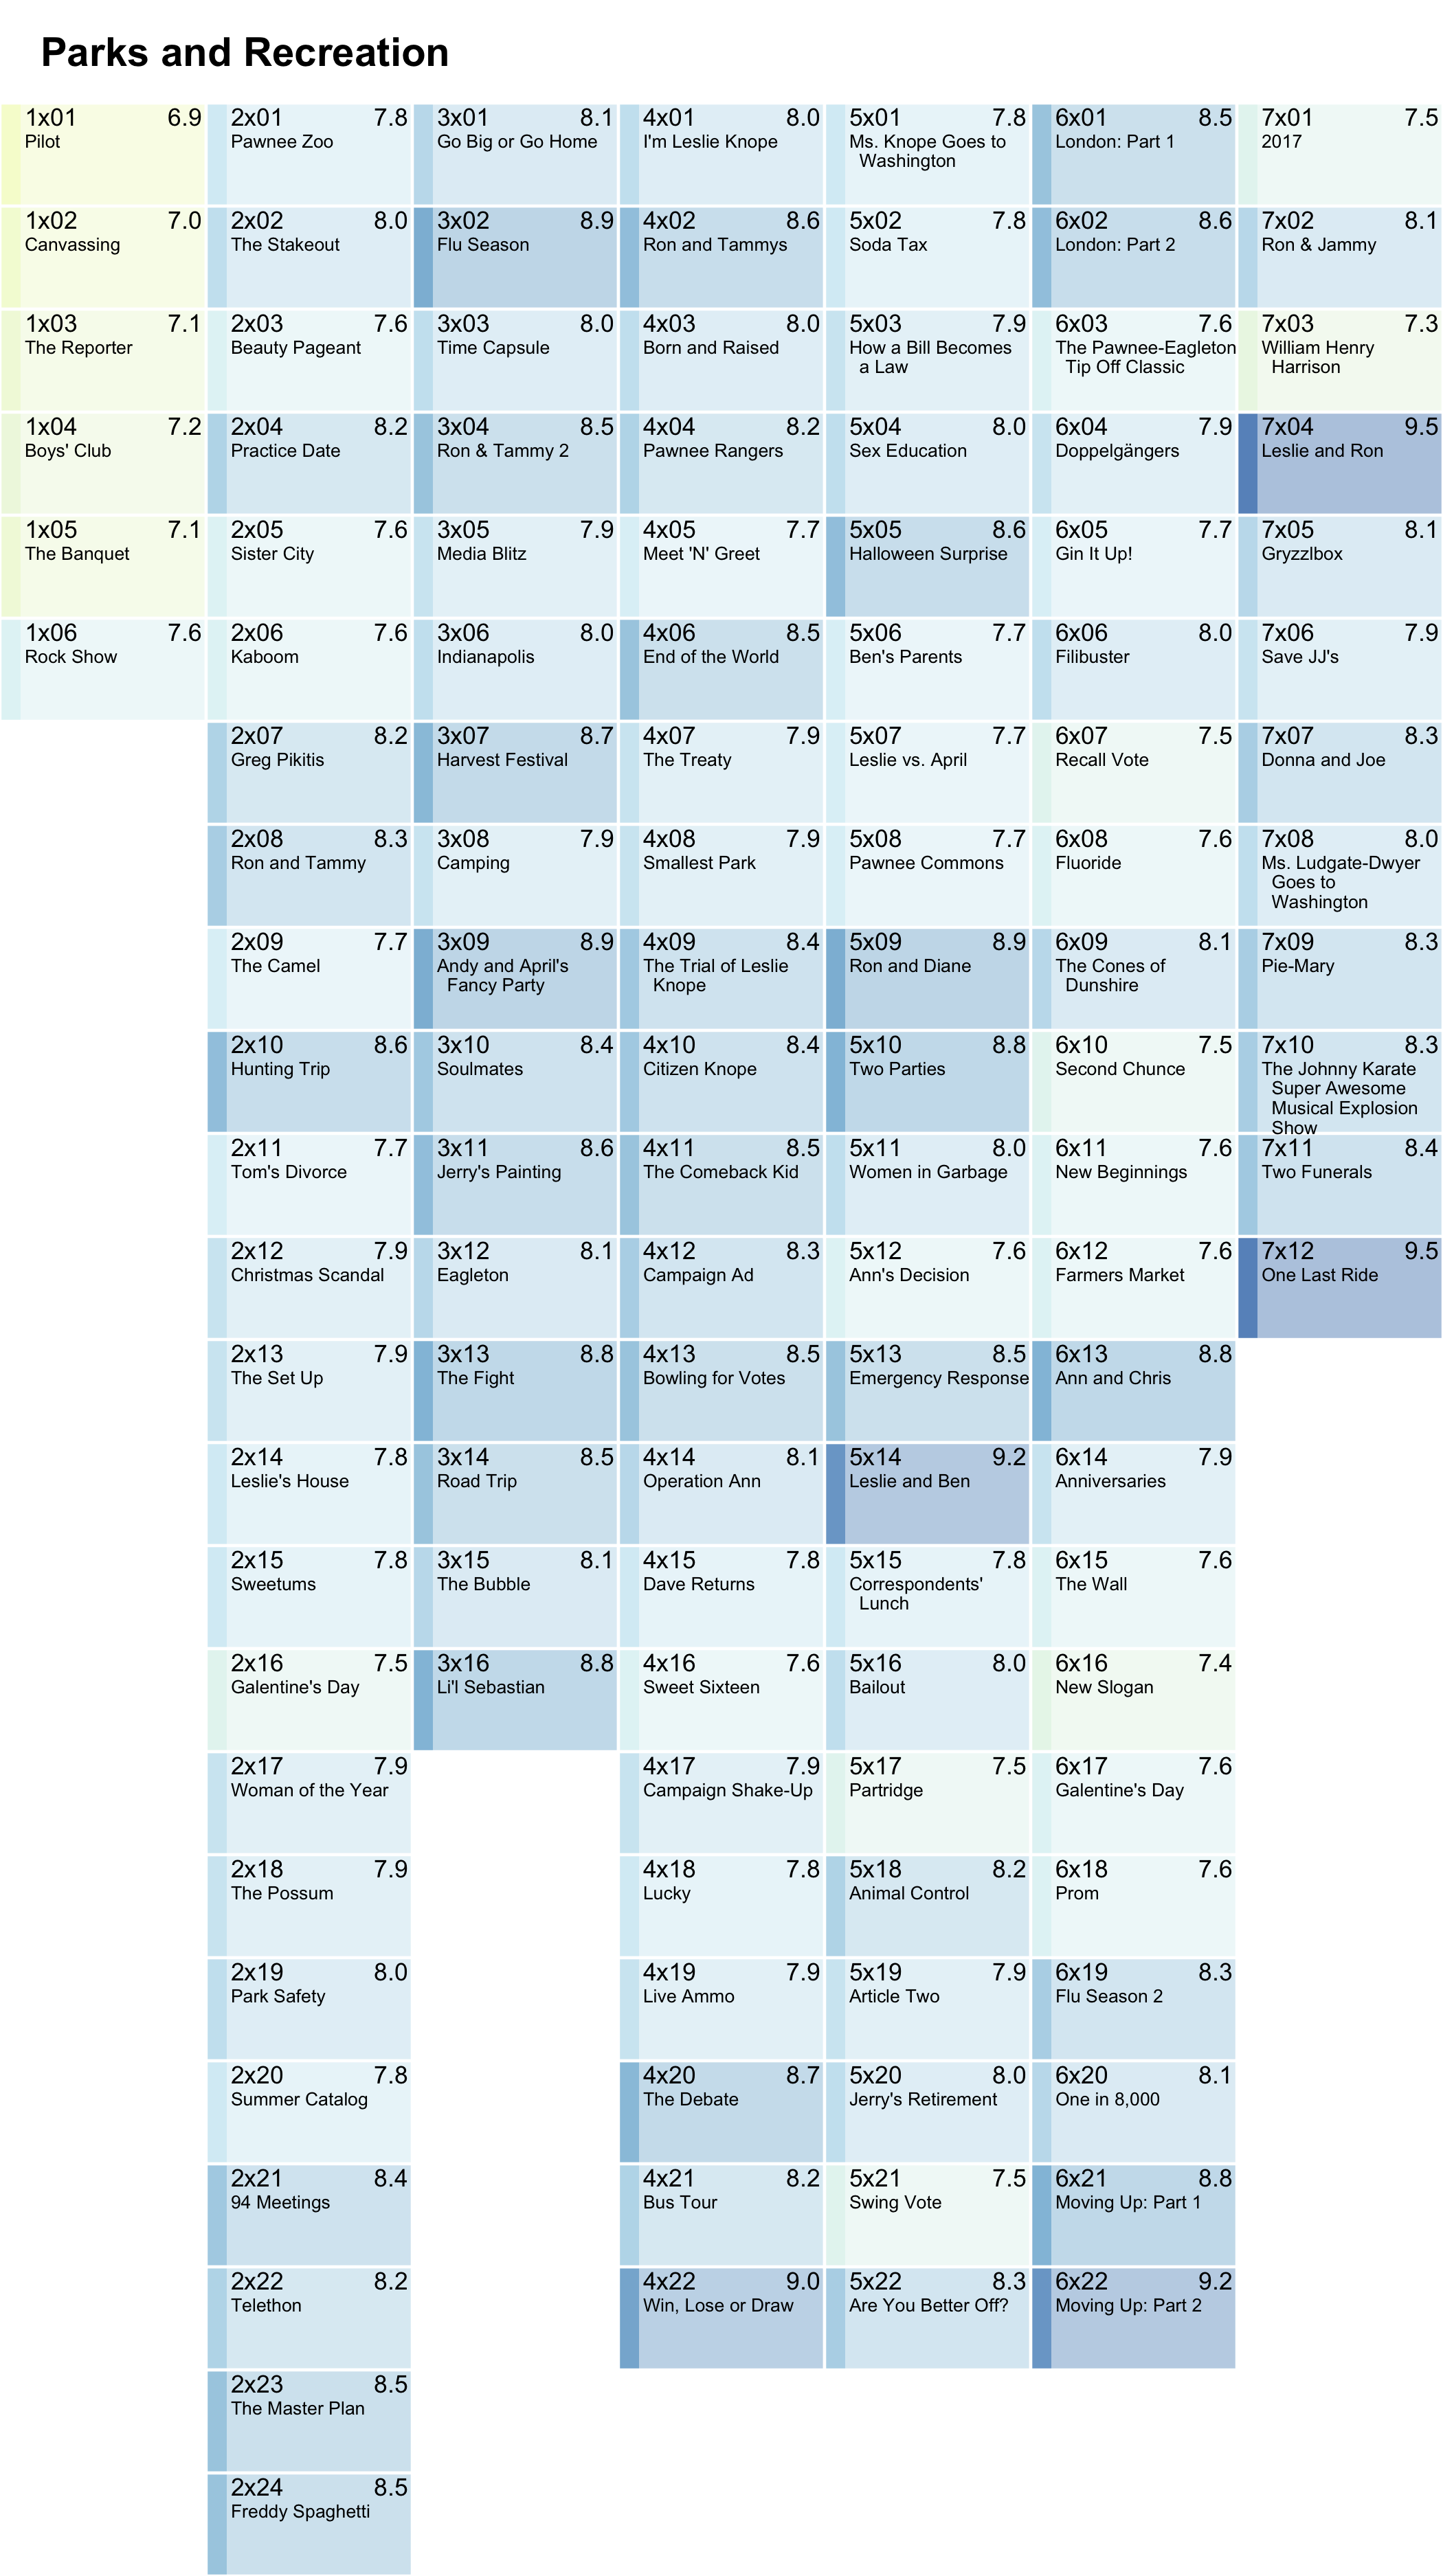 Parks and Recreation
1x01 6.9
Pilot
1x02 7.0
Canvassing
1x03 7.1
The Reporter
1x04 7.2
Boys' Club
1x05 7.1
The Banquet
1x06 7.6
Rock Show
2x01 7.8
Pawnee Zoo
2x02 8.0
The Stakeout
2x03 7.6
Beauty Pageant
2x04 8.2
Practice Date
2x05 7.6
Sister City
2x06 7.6
Kaboom
2x07 8.2
Greg Pikitis
2x08 8.3
Ron and Tammy
2x09 7.7
The Camel
2x10 8.6
Hunting Trip
2x11 7.7
Tom's Divorce
2x12 7.9
Christmas Scandal
2x13 7.9
The Set Up
2x14 7.8
Leslie's House
2x15 7.8
Sweetums
2x16 7.5
Galentine's Day
2x17 7.9
Woman of the Year
2x18 7.9
The Possum
2x19 8.0
Park Safety
2x20 7.8
Summer Catalog
2x21 8.4
94 Meetings
2x22 8.2
Telethon
2x23 8.5
The Master Plan
2x24 8.5
Freddy Spaghetti
3x01 8.1
Go Big or Go Home
3x02 8.9
Flu Season
3x03 8.0
Time Capsule
3x04 8.5
Ron & Tammy 2
3x05 7.9
Media Blitz
3x06 8.0
Indianapolis
3x07 8.7
Harvest Festival
3x08 7.9
Camping
3x09 8.9
Andy and April's
Fancy Party
3x10 8.4
Soulmates
3x11 8.6
Jerry's Painting
3x12 8.1
Eagleton
3x13 8.8
The Fight
3x14 8.5
Road Trip
3x15 8.1
The Bubble
3x16 8.8
Li'l Sebastian
4x01 8.0
I'm Leslie Knope
4x02 8.6
Ron and Tammys
4x03 8.0
Born and Raised
4x04 8.2
Pawnee Rangers
4x05 7.7
Meet 'N' Greet
4x06 8.5
End of the World
4x07 7.9
The Treaty
4x08 7.9
Smallest Park
4x09 8.4
The Trial of Leslie
Knope
4x10 8.4
Citizen Knope
4x11 8.5
The Comeback Kid
4x12 8.3
Campaign Ad
4x13 8.5
Bowling for Votes
4x14 8.1
Operation Ann
4x15 7.8
Dave Returns
4x16 7.6
Sweet Sixteen
4x17 7.9
Campaign Shake-Up
4x18 7.8
Lucky
4x19 7.9
Live Ammo
4x20 8.7
The Debate
4x21 8.2
Bus Tour
4x22 9.0
Win, Lose or Draw
5x01 7.8
Ms. Knope Goes to
Washington
5x02 7.8
Soda Tax
5x03 7.9
How a Bill Becomes
a Law
5x04 8.0
Sex Education
5x05 8.6
Halloween Surprise
5x06 7.7
Ben's Parents
5x07 7.7
Leslie vs. April
5x08 7.7
Pawnee Commons
5x09 8.9
Ron and Diane
5x10 8.8
Two Parties
5x11 8.0
Women in Garbage
5x12 7.6
Ann's Decision
5x13 8.5
Emergency Response
5x14 9.2
Leslie and Ben
5x15 7.8
Correspondents'
Lunch
5x16 8.0
Bailout
5x17 7.5
Partridge
5x18 8.2
Animal Control
5x19 7.9
Article Two
5x20 8.0
Jerry's Retirement
5x21 7.5
Swing Vote
5x22 8.3
Are You Better Off?
6x01 8.5
London: Part 1
6x02 8.6
London: Part 2
6x03 7.6
The Pawnee-Eagleton
Tip Off Classic
6x04 7.9
Doppelgängers
6x05 7.7
Gin It Up!
6x06 8.0
Filibuster
6x07 7.5
Recall Vote
6x08 7.6
Fluoride
6x09 8.1
The Cones of
Dunshire
6x10 7.5
Second Chunce
6x11 7.6
New Beginnings
6x12 7.6
Farmers Market
6x13 8.8
Ann and Chris
6x14 7.9
Anniversaries
6x15 7.6
The Wall
6x16 7.4
New Slogan
6x17 7.6
Galentine's Day
6x18 7.6
Prom
6x19 8.3
Flu Season 2
6x20 8.1
One in 8,000
6x21 8.8
Moving Up: Part 1
6x22 9.2
Moving Up: Part 2
7x01 7.5
2017
7x02 8.1
Ron & Jammy
7x03 7.3
William Henry
Harrison
7x04 9.5
Leslie and Ron
7x05 8.1
Gryzzlbox
7x06 7.9
Save JJ's
7x07 8.3
Donna and Joe
7x08 8.0
Ms. Ludgate-Dwyer
Goes to
Washington
7x09 8.3
Pie-Mary
7x10 8.3
The Johnny Karate
Super Awesome
Musical Explosion
Show
7x11 8.4
Two Funerals
7x12 9.5
One Last Ride